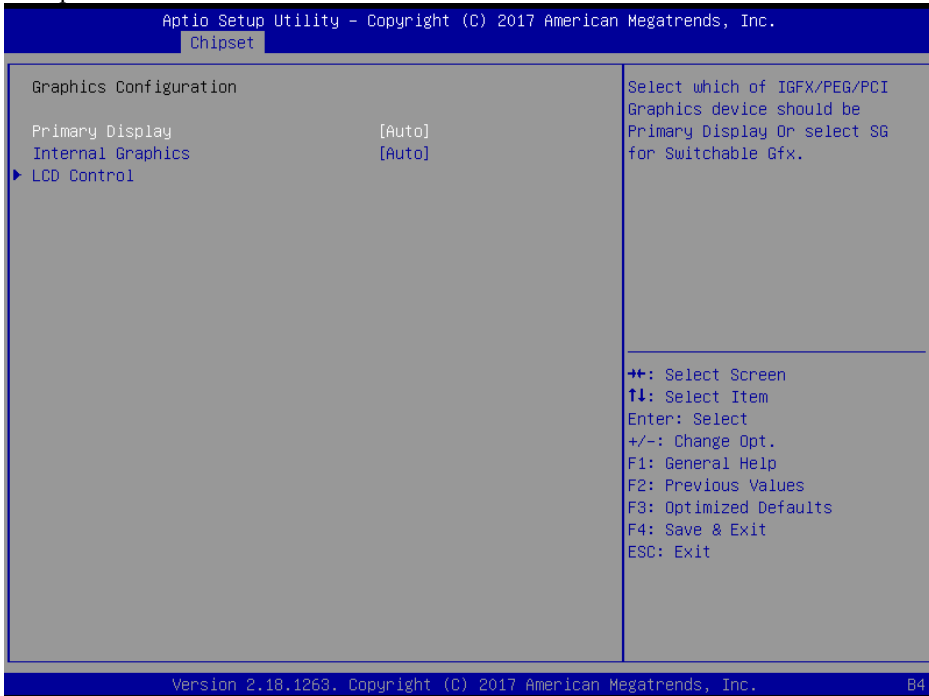 Aptio Setup Utility – Copyright (C) 2017 American Megatrends, Inc.
Chipset
Graphics Configuration
Primary Display [Auto]
Internal Graphics [Auto]
▶ LCD Control
Select which of IGFX/PEG/PCI
Graphics device should be
Primary Display Or select SG
for Switchable Gfx.
→←: Select Screen
↑↓: Select Item
Enter: Select
+/-: Change Opt.
F1: General Help
F2: Previous Values
F3: Optimized Defaults
F4: Save & Exit
ESC: Exit
Version 2.18.1263. Copyright (C) 2017 American Megatrends, Inc.
B4